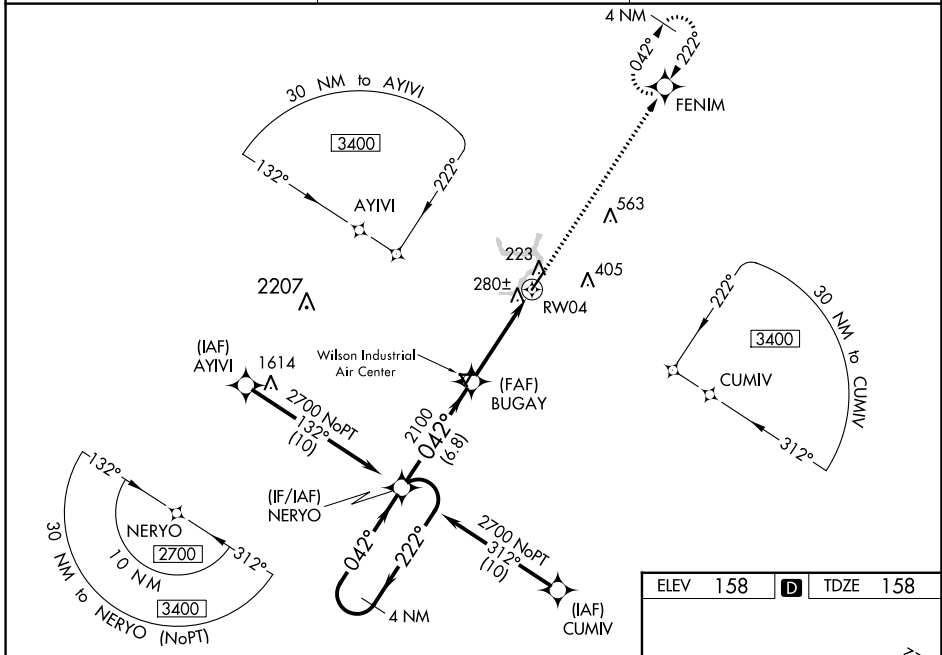 4 NM
042°
222°
FENIM
30 NM to AYIVI
3400
132°
222°
AYIVI
563
223
405
280±
RW04
2207
222°
30 NM to CUMIV
3400
CUMIV
312°
(IAF)
AYIVI
1614
Wilson Industrial
Air Center
(FAF)
BUGAY
2700 NoPT
132°
(10)
2100
042°
(6.8)
(IF/IAF)
NERYO
132°
NERYO
2700
312°
10 NM
3400
30 NM to NERYO (NoPT)
042°
222°
4 NM
2700 NoPT
312°
(10)
(IAF)
CUMIV
ELEV 158 D TDZE 158